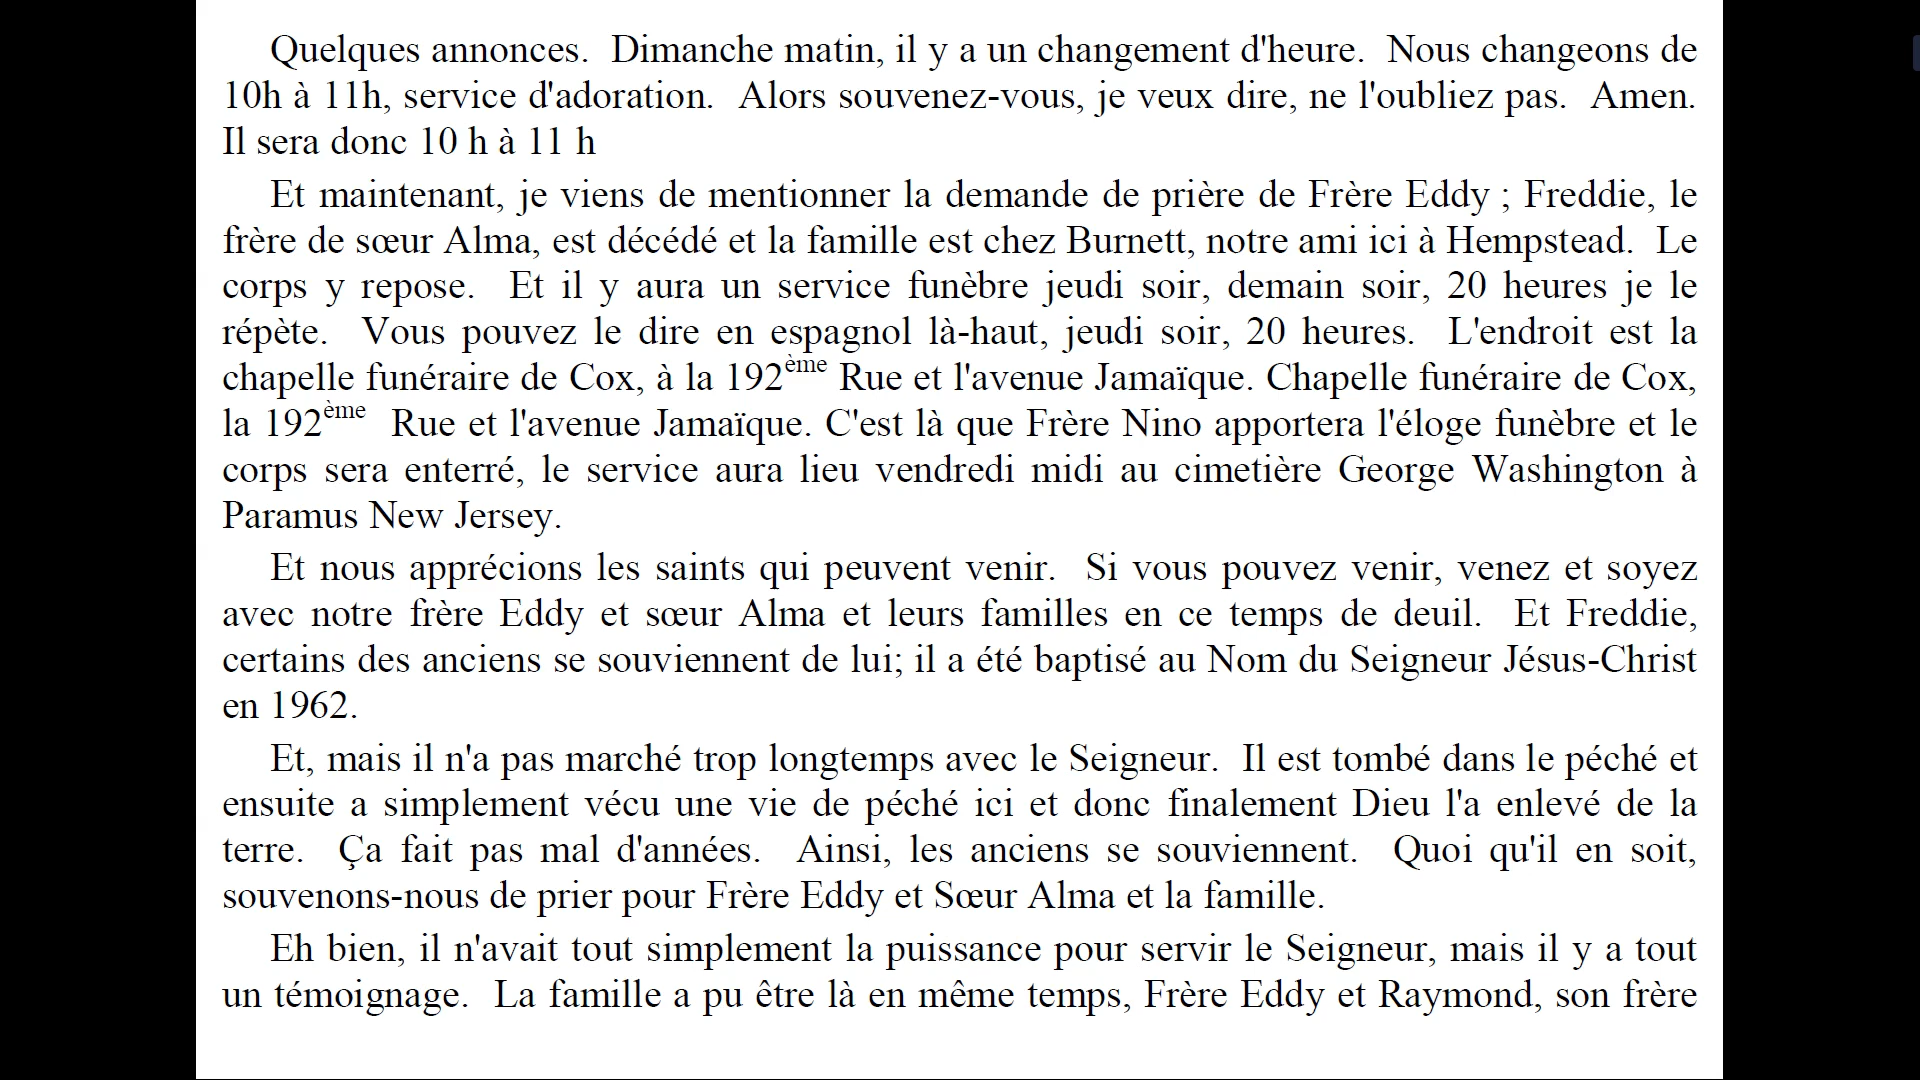 Quelques annonces.  Dimanche matin, il y a un changement d'heure.  Nous changeons de
10h à 11h, service d'adoration.  Alors souvenez-vous, je veux dire, ne l'oubliez pas.  Amen.
Il sera donc 10 h à 11 h
Et maintenant, je viens de mentionner la demande de prière de Frère Eddy ; Freddie, le
frère de sœur Alma, est décédé et la famille est chez Burnett, notre ami ici à Hempstead.  Le
corps y repose.  Et il y aura un service funèbre jeudi soir, demain soir, 20 heures je le
répète.  Vous pouvez le dire en espagnol là-haut, jeudi soir, 20 heures.  L'endroit est la
chapelle funéraire de Cox, à la 192ème Rue et l'avenue Jamaïque. Chapelle funéraire de Cox,
la 192ème  Rue et l'avenue Jamaïque. C'est là que Frère Nino apportera l'éloge funèbre et le
corps sera enterré, le service aura lieu vendredi midi au cimetière George Washington à
Paramus New Jersey.
Et nous apprécions les saints qui peuvent venir.  Si vous pouvez venir, venez et soyez
avec notre frère Eddy et sœur Alma et leurs familles en ce temps de deuil.  Et Freddie,
certains des anciens se souviennent de lui; il a été baptisé au Nom du Seigneur Jésus-Christ
en 1962.
Et, mais il n'a pas marché trop longtemps avec le Seigneur.  Il est tombé dans le péché et
ensuite a simplement vécu une vie de péché ici et donc finalement Dieu l'a enlevé de la
terre.  Ça fait pas mal d'années.  Ainsi, les anciens se souviennent.  Quoi qu'il en soit,
souvenons-nous de prier pour Frère Eddy et Sœur Alma et la famille.
Eh bien, il n'avait tout simplement la puissance pour servir le Seigneur, mais il y a tout
un témoignage.  La famille a pu être là en même temps, Frère Eddy et Raymond, son frère